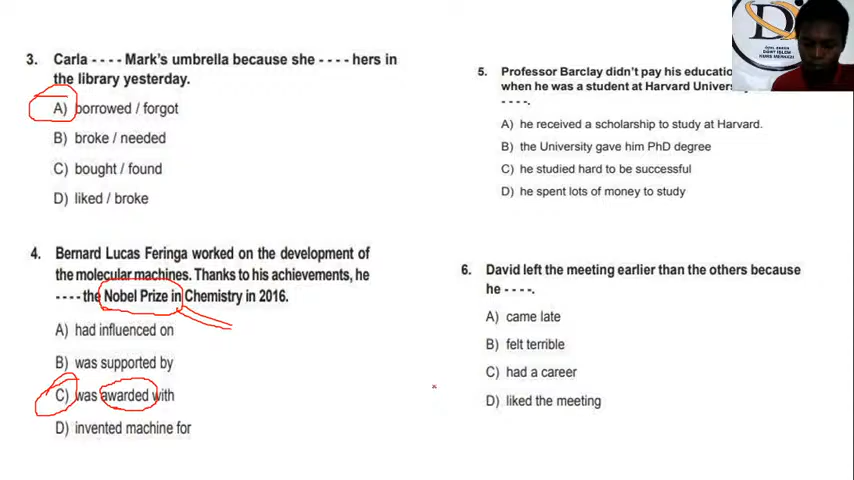 3. Carla - - - - Mark's umbrella because she - - - - hers in
the library yesterday.
A) borrowed / forgot
B) broke / needed
C) bought / found
D) liked / broke
4. Bernard Lucas Feringa worked on the development of
the molecular machines. Thanks to his achievements, he
- - - - the Nobel Prize in Chemistry in 2016.
A) had influenced on
B) was supported by
C) was awarded with
D) invented machine for
5. Professor Barclay didn't pay his
when he was a student at Harvard
- - - -.
A) he received a scholarship to study at Harvard.
B) the University gave him PhD degree
C) he studied hard to be successful
D) he spent lots of money to study
6. David left the meeting earlier than the others because
he - - - -.
A) came late
B) felt terrible
C) had a career
D) liked the meeting